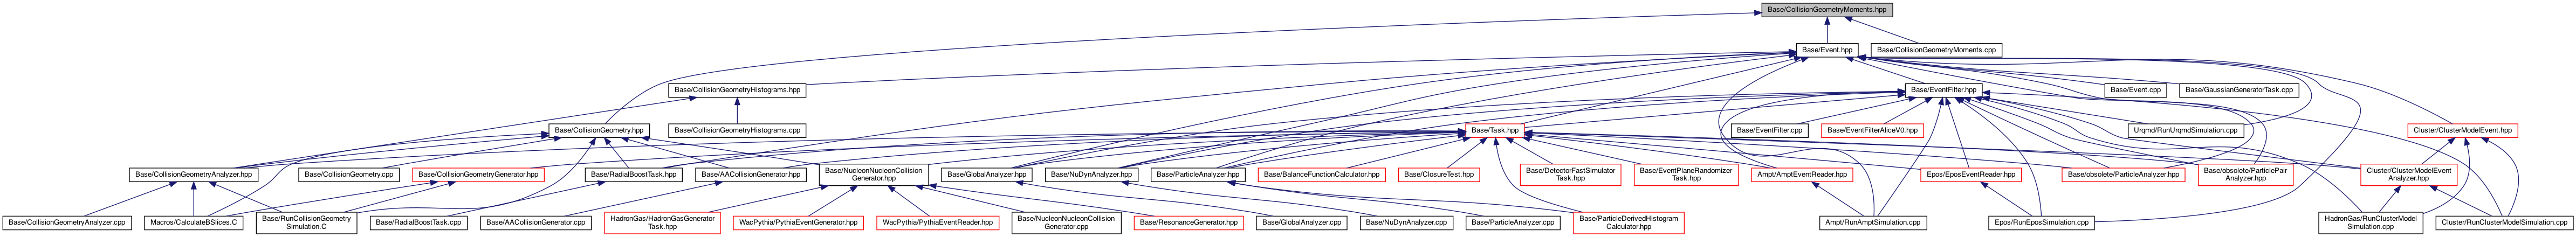 Base/CollisionGeometryMoments.hpp
Base/Event.hpp
Base/CollisionGeometryMoments.cpp
Base/CollisionGeometryHistograms.hpp
Base/EventFilter.hpp
Base/Event.cpp
Base/GaussianGeneratorTask.cpp
Base/CollisionGeometry.hpp
Base/CollisionGeometryHistograms.cpp
Base/Task.hpp
Base/EventFilter.cpp
Base/EventFilterAliceV0.hpp
Urqmd/RunUrqmdSimulation.cpp
Cluster/ClusterModelEvent.hpp
Base/CollisionGeometryAnalyzer.hpp
Base/CollisionGeometry.cpp
Base/CollisionGeometryGenerator.hpp
Base/RadialBoostTask.hpp
Base/AACollisionGenerator.hpp
Base/NucleonNucleonCollision
Generator.hpp
Base/GlobalAnalyzer.hpp
Base/NuDynAnalyzer.hpp
Base/ParticleAnalyzer.hpp
Base/BalanceFunctionCalculator.hpp
Base/ClosureTest.hpp
Base/DetectorFastSimulator
Task.hpp
Base/EventPlaneRandomizer
Task.hpp
Ampt/AmptEventReader.hpp
Epos/EposEventReader.hpp
Base/obsolete/ParticleAnalyzer.hpp
Base/obsolete/ParticlePair
Analyzer.hpp
Cluster/ClusterModelEvent
Analyzer.hpp
Base/CollisionGeometryAnalyzer.cpp
Macros/CalculateBSlices.C
Base/RunCollisionGeometry
Simulation.C
Base/RadialBoostTask.cpp
Base/AACollisionGenerator.cpp
HadronGas/HadronGasGenerator
Task.hpp
WacPythia/PythiaEventGenerator.hpp
WacPythia/PythiaEventReader.hpp
Base/NucleonNucleonCollision
Generator.cpp
Base/ResonanceGenerator.hpp
Base/GlobalAnalyzer.cpp
Base/NuDynAnalyzer.cpp
Base/ParticleAnalyzer.cpp
Base/ParticleDerivedHistogram
Calculator.hpp
Ampt/RunAmptSimulation.cpp
Epos/RunEposSimulation.cpp
HadronGas/RunClusterModel
Simulation.cpp
Cluster/RunClusterModelSimulation.cpp